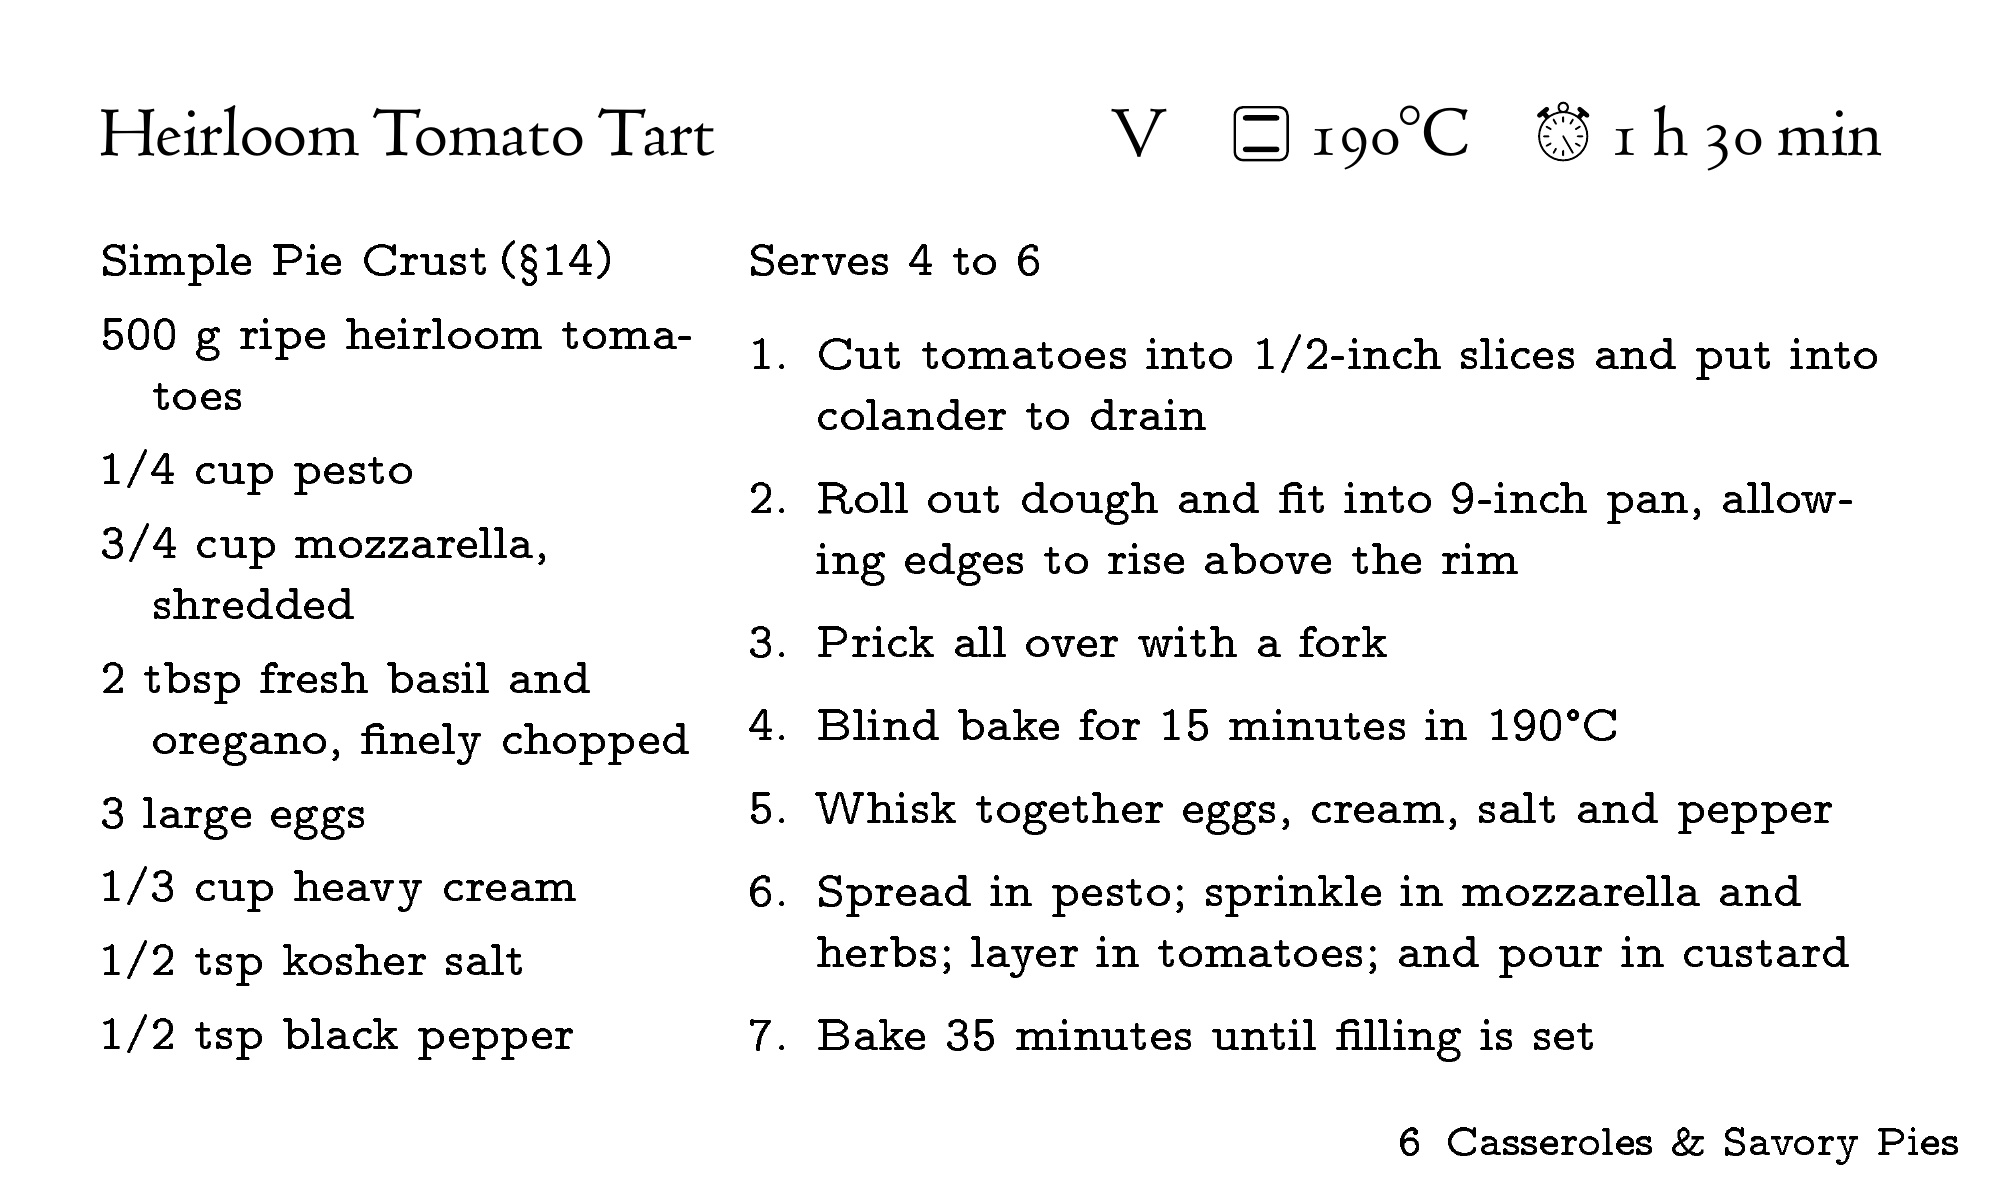 Heirloom Tomato Tart V 190°C 1 h 30 min
Simple Pie Crust (§14)
500 g ripe heirloom toma-
toes
1/4 cup pesto
3/4 cup mozzarella,
shredded
2 tbsp fresh basil and
oregano, finely chopped
3 large eggs
1/3 cup heavy cream
1/2 tsp kosher salt
1/2 tsp black pepper
Serves 4 to 6
1. Cut tomatoes into 1/2-inch slices and put into
colander to drain
2. Roll out dough and fit into 9-inch pan, allow-
ing edges to rise above the rim
3. Prick all over with a fork
4. Blind bake for 15 minutes in 190°C
5. Whisk together eggs, cream, salt and pepper
6. Spread in pesto; sprinkle in mozzarella and
herbs; layer in tomatoes; and pour in custard
7. Bake 35 minutes until filling is set
6 Casseroles & Savory Pies